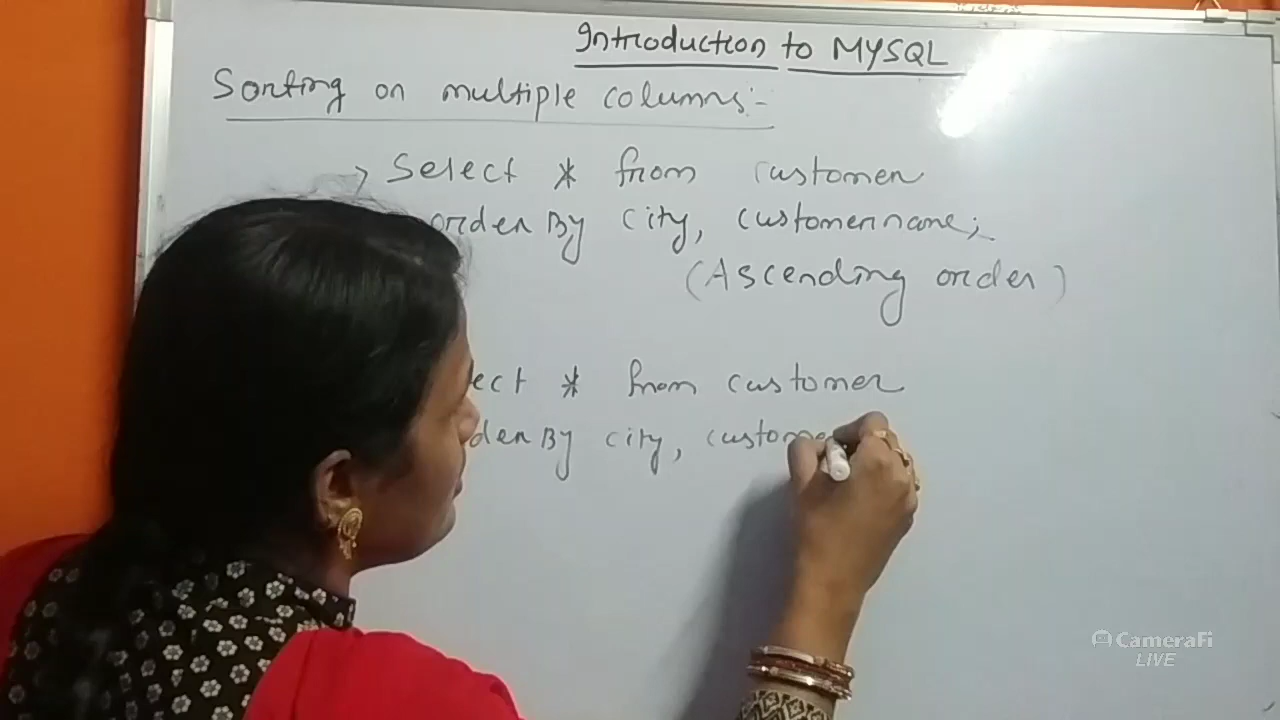 Introduction to MYSQL
Sorting on multiple columns:-
> Select * from customer
order By city, customername;
(Ascending order)
ect * from customer
der By city, custome
CameraFi
LIVE